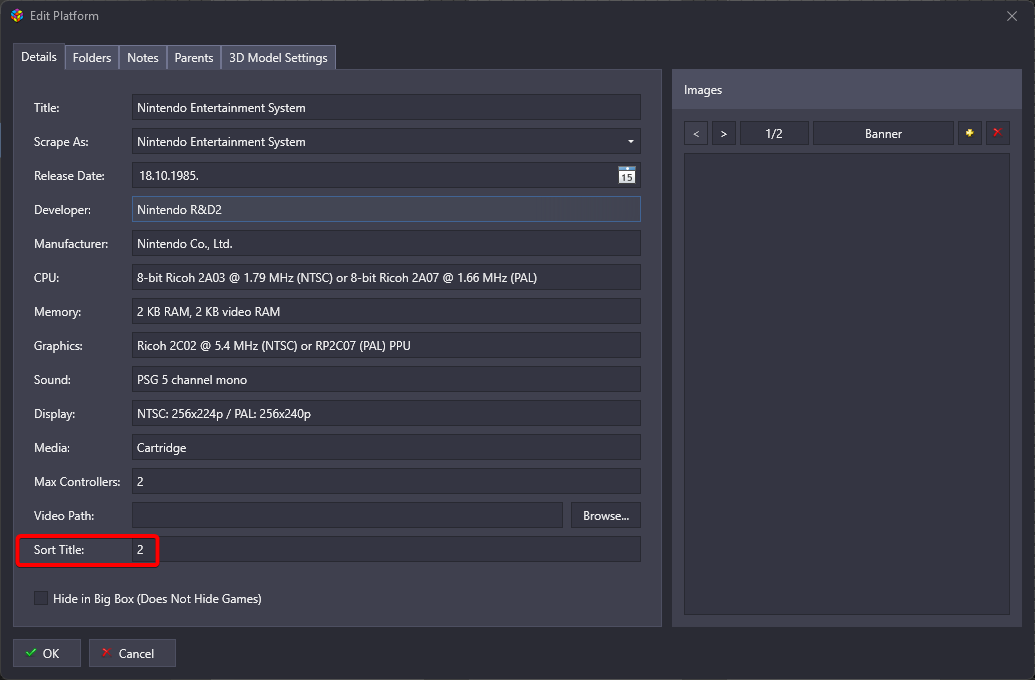 Edit Platform
Details Folders Notes Parents 3D Model Settings
Images
Title: Nintendo Entertainment System
< > 1/2 Banner
Scrape As: Nintendo Entertainment System
Release Date: 18.10.1985. 15
Developer: Nintendo R&D2
Manufacturer: Nintendo Co., Ltd.
CPU: 8-bit Ricoh 2A03 @ 1.79 MHz (NTSC) or 8-bit Ricoh 2A07 @ 1.66 MHz (PAL)
Memory: 2 KB RAM, 2 KB video RAM
Graphics: Ricoh 2C02 @ 5.4 MHz (NTSC) or RP2C07 (PAL) PPU
Sound: PSG 5 channel mono
Display: NTSC: 256x224p / PAL: 256x240p
Media: Cartridge
Max Controllers: 2
Video Path: Browse...
Sort Title: 2
Hide in Big Box (Does Not Hide Games)
OK Cancel